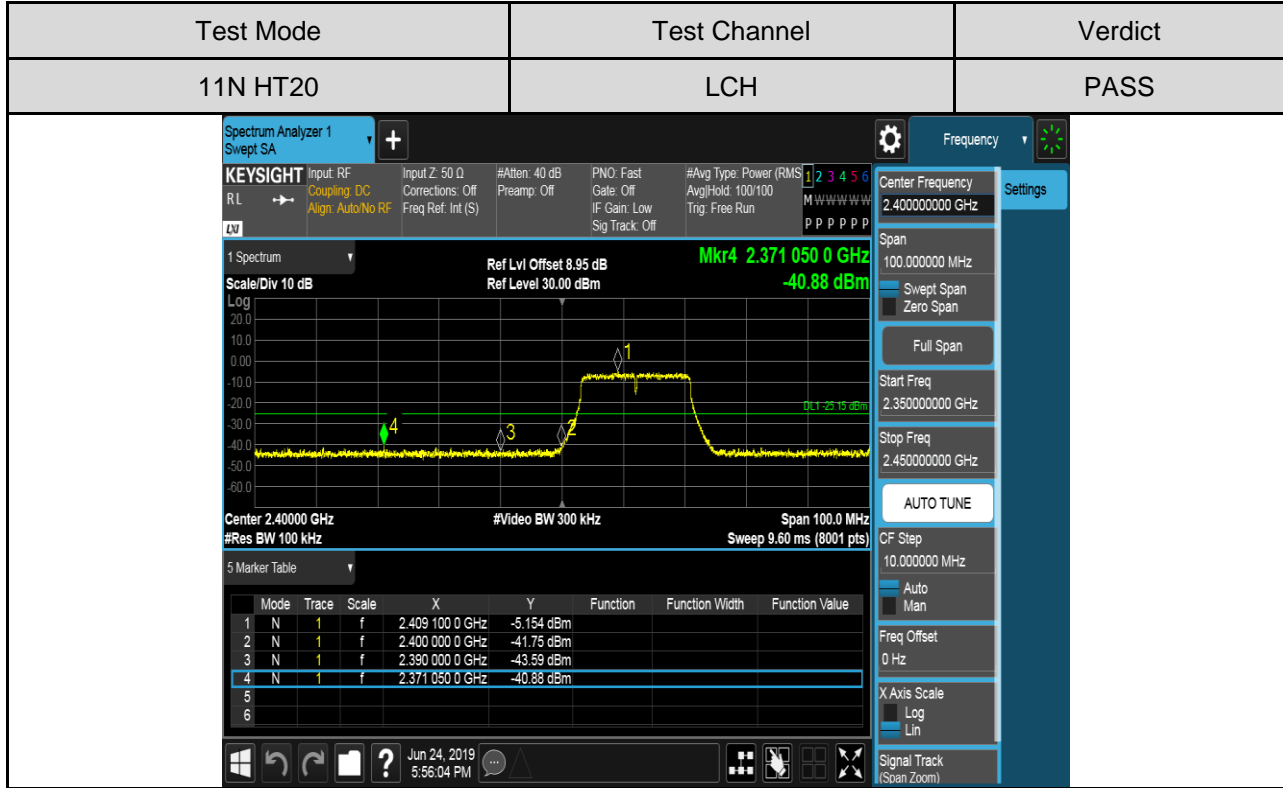 Test Mode Test Channel Verdict
11N HT20 LCH PASS
Spectrum Analyzer 1
Swept SA
+
Frequency
KEYSIGHT Input: RF Input Z: 50 Ω #Atten: 40 dB PNO: Fast #Avg Type: Power (RMS 1 2 3 4 5 6
RL Coupling: DC Corrections: Off Preamp: Off Gate: Off Avg|Hold: 100/100 M W W W W W
Align: Auto/No RF Freq Ref: Int (S) IF Gain: Low Trig: Free Run
LXI Sig Track: Off P P P P P P
1 Spectrum Ref Lvl Offset 8.95 dB Mkr4 2.371 050 0 GHz
Scale/Div 10 dB Ref Level 30.00 dBm -40.88 dBm
Log
20.0
10.0
0.00
-10.0
-20.0
-30.0
-40.0
-50.0
-60.0
1
DL1 -25.15 dBm
4 3 2
Center 2.40000 GHz #Video BW 300 kHz Span 100.0 MHz
#Res BW 100 kHz Sweep 9.60 ms (8001 pts)
5 Marker Table
Mode Trace Scale X Y Function Function Width Function Value
1 N 1 f 2.409 100 0 GHz -5.154 dBm
2 N 1 f 2.400 000 0 GHz -41.75 dBm
3 N 1 f 2.390 000 0 GHz -43.59 dBm
4 N 1 f 2.371 050 0 GHz -40.88 dBm
5
6
? Jun 24, 2019
5:56:04 PM
Center Frequency
2.400000000 GHz
Settings
Span
100.000000 MHz
Swept Span
Zero Span
Full Span
Start Freq
2.350000000 GHz
Stop Freq
2.450000000 GHz
AUTO TUNE
CF Step
10.000000 MHz
Auto
Man
Freq Offset
0 Hz
X Axis Scale
Log
Lin
Signal Track
(Span Zoom)